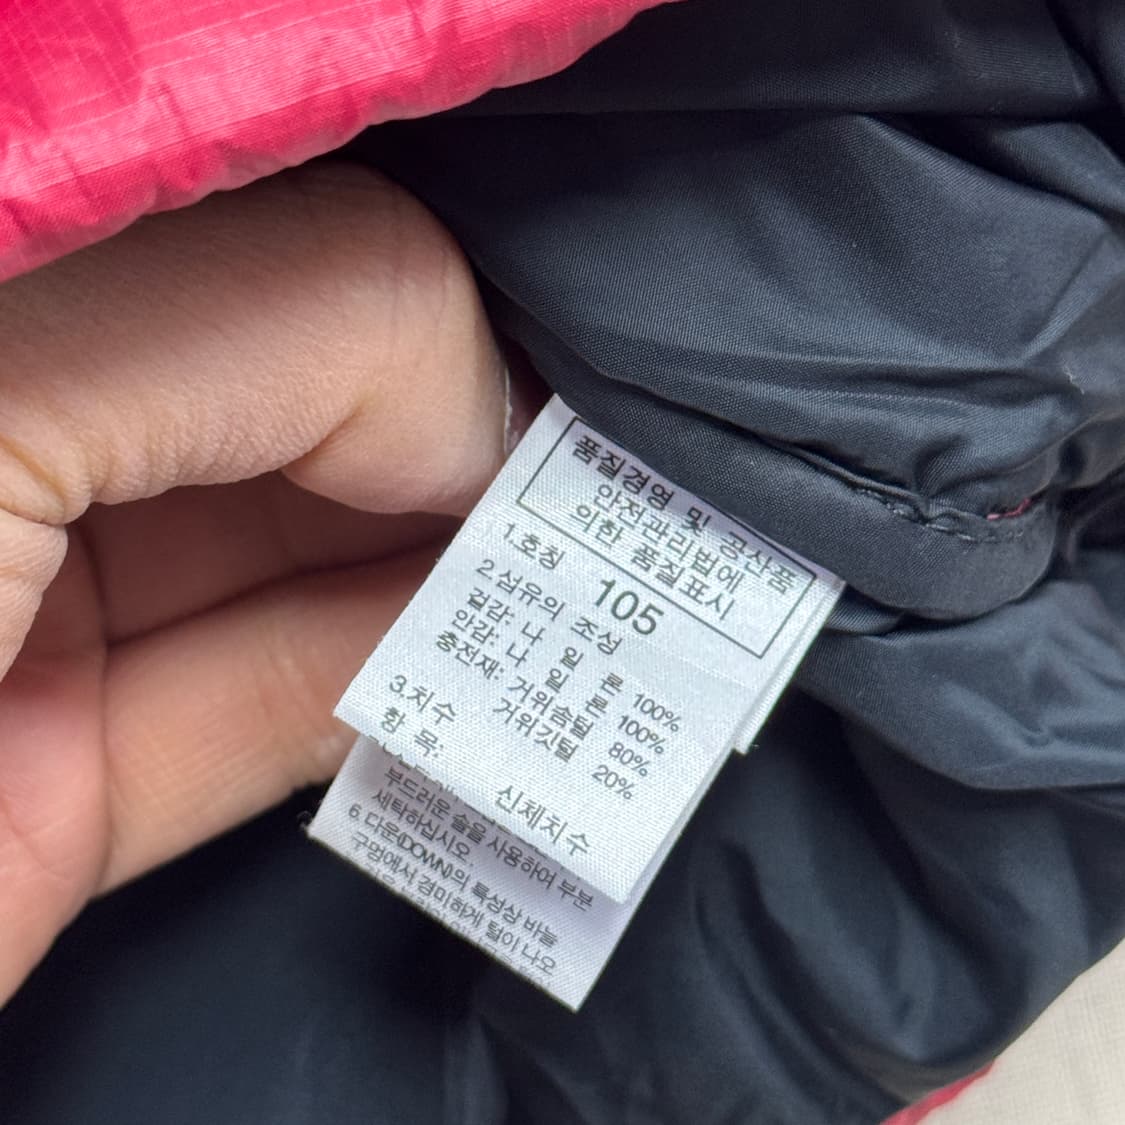 품질경영 및 공산품
안전관리법에
의한 품질표시
1.호칭 105
2.섬유의 조성
겉감: 나 일 론 100%
안감: 나 일 론 100%
충전재: 거위솜털 80%
거위깃털 20%
3.치수
항 목: 신체치수
부드러운 솔을 사용하여 부분
세탁하십시오.
6.다운(DOWN)의 특성상 바늘
구멍에서 경미하게 털이 나오